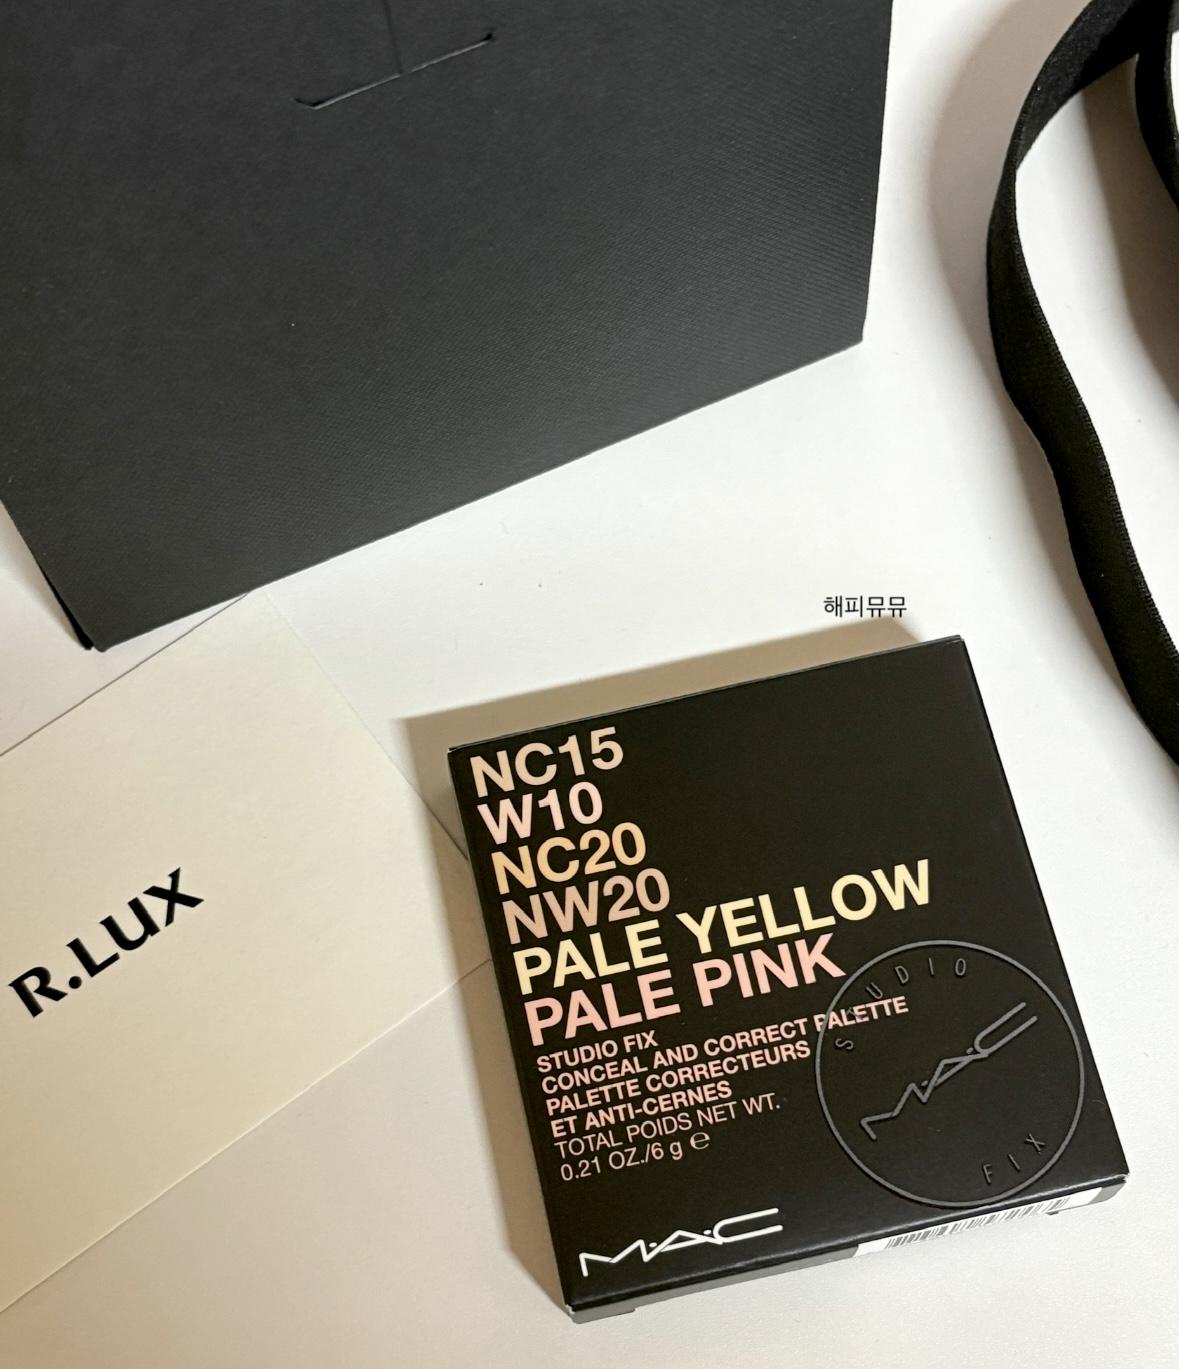 해피뮤뮤
NC15
W10
NC20
NW20
PALE YELLOW
PALE PINK
STUDIO FIX
CONCEAL AND CORRECT PALETTE
PALETTE CORRECTEURS
ET ANTI-CERNES
TOTAL POIDS NET WT.
0.21 OZ./6 g ℮
STUDIO
M·A·C
FIX
M·A·C
R.LUX